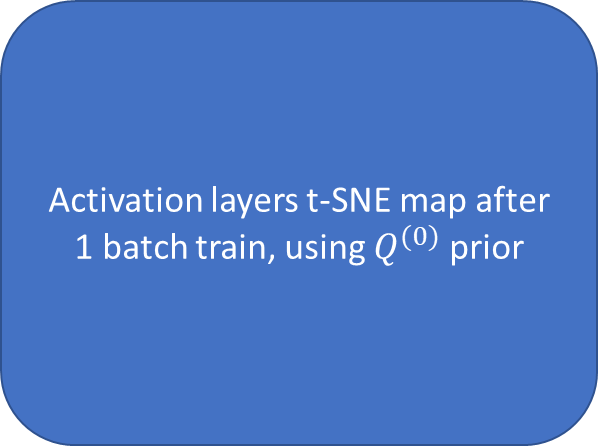 Activation layers t-SNE map after
1 batch train, using 𝑄⁽⁰⁾ prior